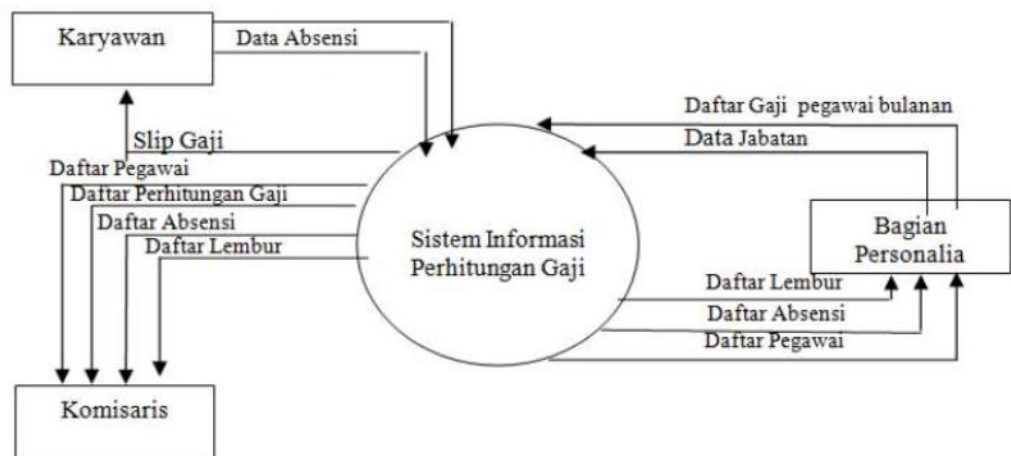 Karyawan
Data Absensi
Daftar Gaji pegawai bulanan
Data Jabatan
Slip Gaji
Daftar Pegawai
Daftar Perhitungan Gaji
Daftar Absensi
Daftar Lembur
Sistem Informasi
Perhitungan Gaji
Bagian
Personalia
Daftar Lembur
Daftar Absensi
Daftar Pegawai
Komisaris